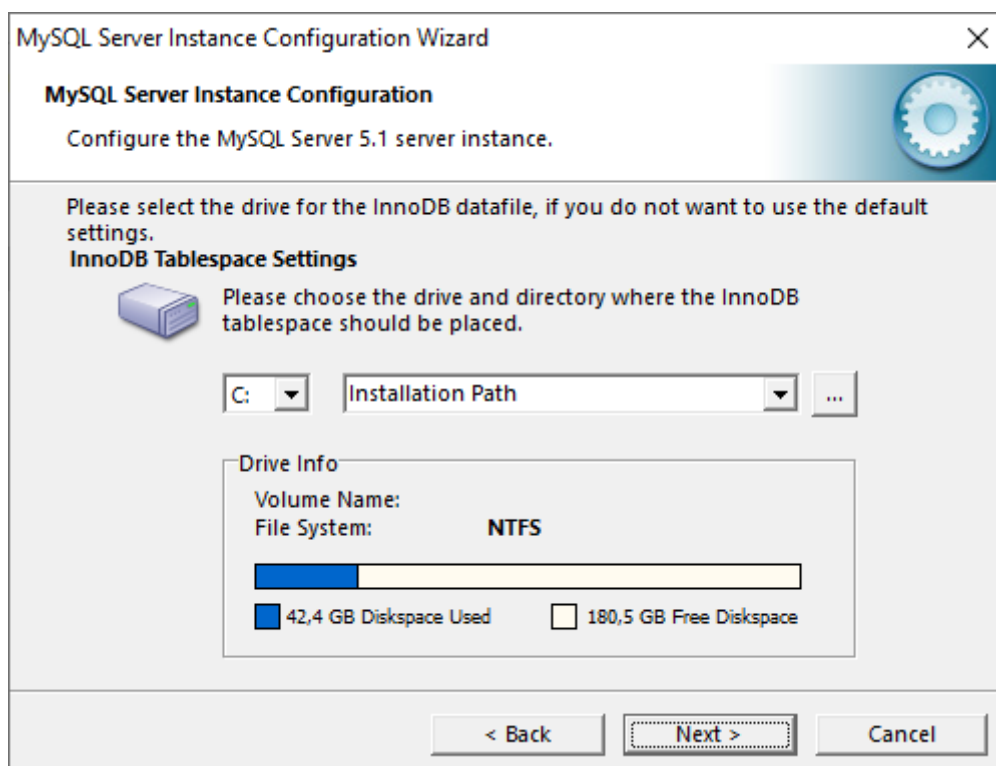 MySQL Server Instance Configuration Wizard
MySQL Server Instance Configuration
Configure the MySQL Server 5.1 server instance.
Please select the drive for the InnoDB datafile, if you do not want to use the default
settings.
InnoDB Tablespace Settings
Please choose the drive and directory where the InnoDB
tablespace should be placed.
C: Installation Path ...
Drive Info
Volume Name:
File System: NTFS
42,4 GB Diskspace Used 180,5 GB Free Diskspace
< Back Next > Cancel